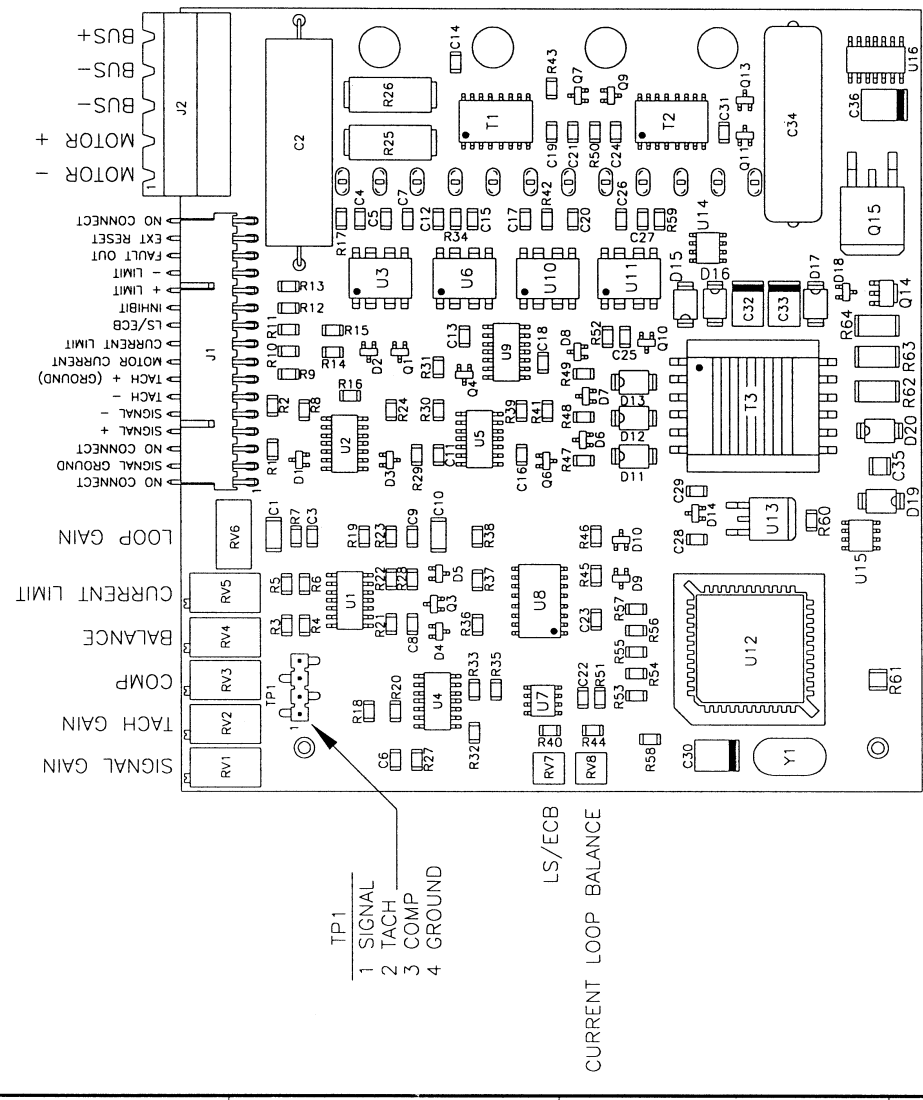 BUS+
BUS-
BUS-
MOTOR +
MOTOR -
J2
1
NO CONNECT
EXT RESET
FAULT OUT
- LIMIT
+ LIMIT
INHIBIT
LS/ECB
CURRENT LIMIT
MOTOR CURRENT
TACH + (GROUND)
TACH -
SIGNAL -
SIGNAL +
NO CONNECT
SIGNAL GROUND
NO CONNECT
J1
1
LOOP GAIN
CURRENT LIMIT
BALANCE
COMP
TACH GAIN
SIGNAL GAIN
RV6
RV5
RV4
RV3
RV2
RV1
C2
R26
R25
C14
T1
R43
Q7
Q9
C19
C21
R50
C24
T2
C31
Q13
Q11
C34
U16
C36
R17
C4
C5
C7
C12
R34
C15
C17
R42
C20
C26
C27
R59
U14
Q15
U3
U6
U10
U11
D15
D16
C32
C33
D17
D18
Q14
R13
R12
R11
R10
R9
R15
R14
D2
Q1
R16
C13
R31
Q4
U9
C18
D8
R52
C25
Q10
R49
D7
D13
R48
D6
D12
R47
D11
T3
R64
R63
R62
D20
C35
D19
R2
R8
R1
D1
U2
R24
D3
R29
R30
C11
U5
R39
R41
C16
Q6
C29
D14
C28
U13
R60
U15
C1
R7
C3
R19
R23
C9
C10
R38
R46
D10
R5
R6
R3
R4
U1
R22
R28
R21
C8
D5
Q3
D4
R37
R36
U8
R45
D9
C23
R57
R56
R55
R54
R53
U12
TP1
1
R18
R20
U4
R33
R35
R32
C6
R27
U7
C22
R51
R40
R44
RV7
RV8
R58
C30
Y1
R61
LS/ECB
CURRENT LOOP BALANCE
TP1
1 SIGNAL
2 TACH
3 COMP
4 GROUND